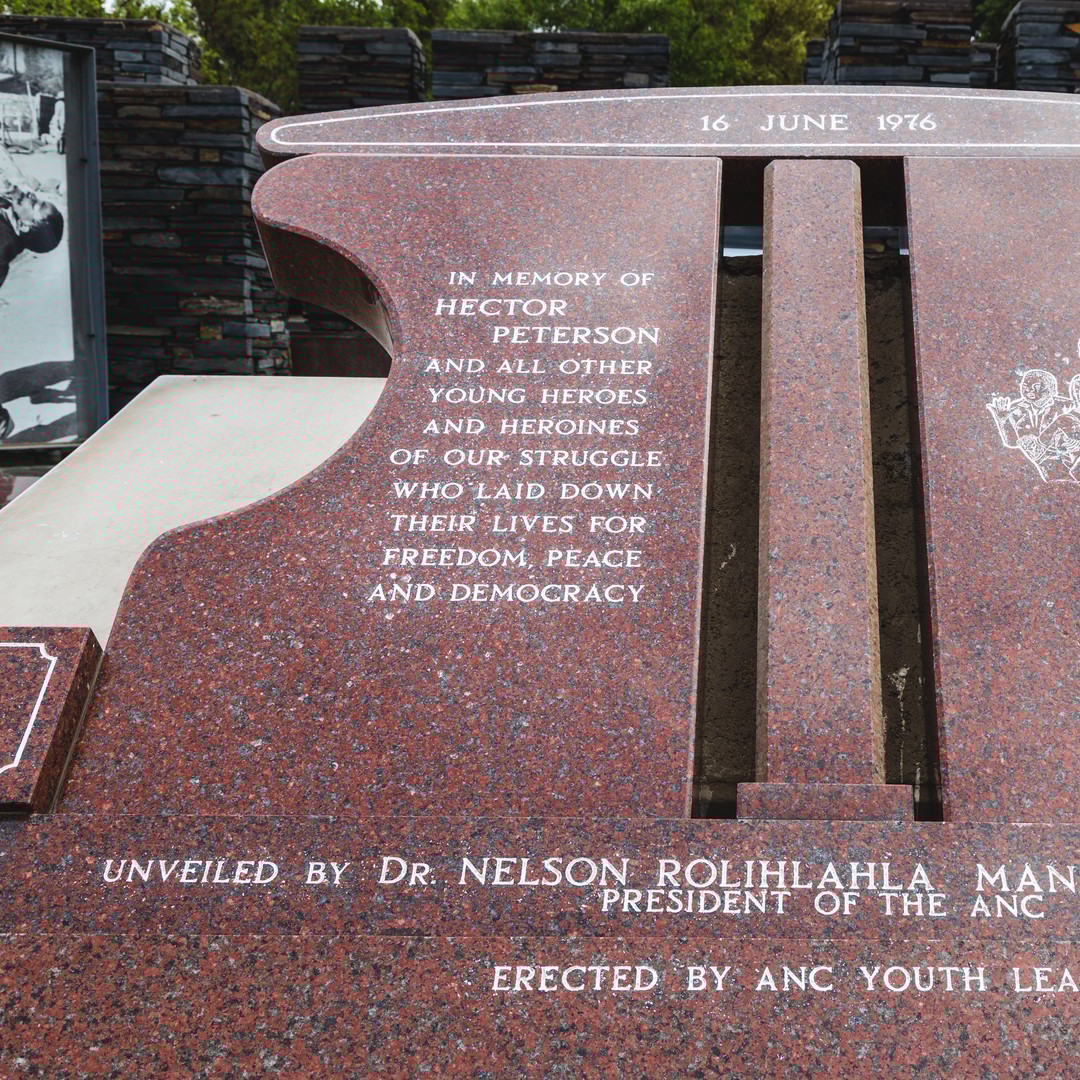 16 JUNE 1976
IN MEMORY OF
HECTOR
PETERSON
AND ALL OTHER
YOUNG HEROES
AND HEROINES
OF OUR STRUGGLE
WHO LAID DOWN
THEIR LIVES FOR
FREEDOM, PEACE
AND DEMOCRACY
UNVEILED BY DR. NELSON ROLIHLAHLA MAN
PRESIDENT OF THE ANC
ERECTED BY ANC YOUTH LEA